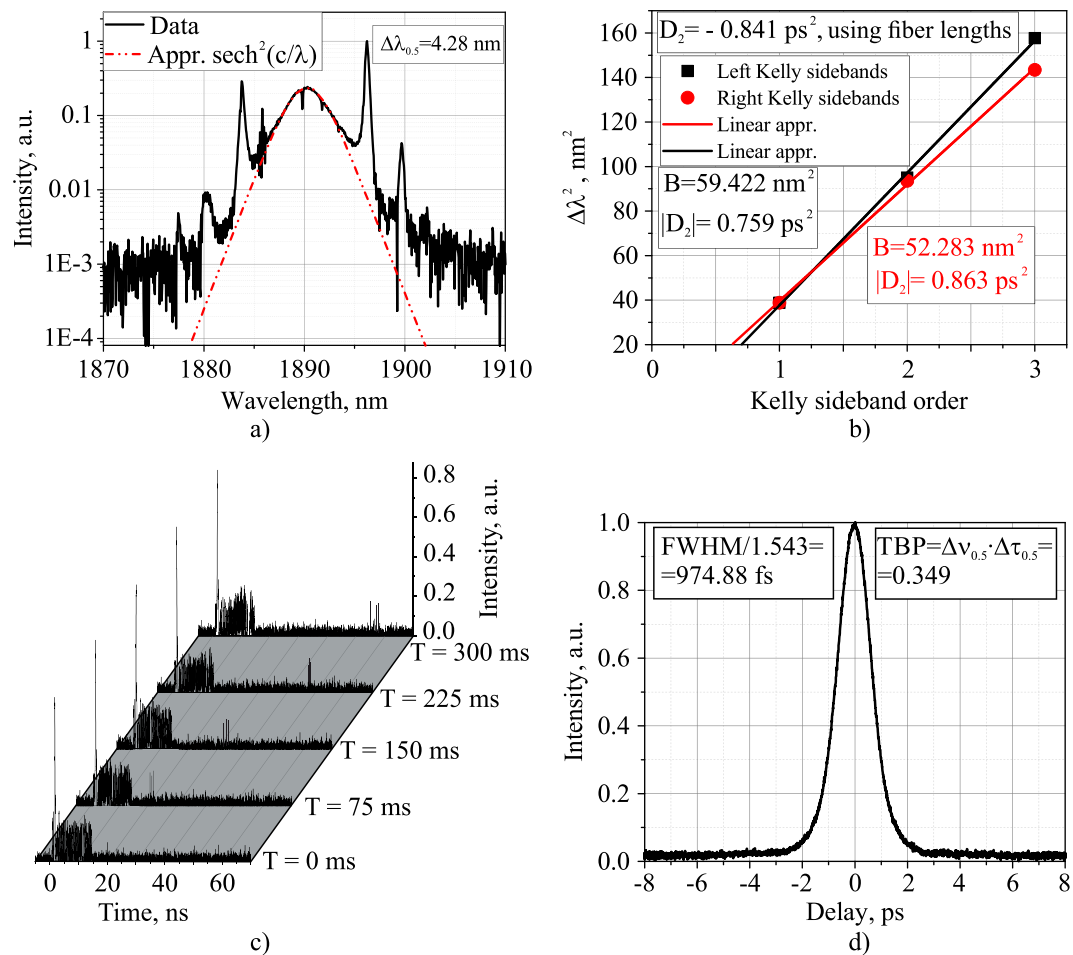 Data
Appr. sech²(c/λ)
Δλ₀.₅=4.28 nm
1
0.1
0.01
1E-3
1E-4
Intensity, a.u.
1870 1880 1890 1900 1910
Wavelength, nm
a)
D₂= - 0.841 ps², using fiber lengths
Left Kelly sidebands
Right Kelly sidebands
Linear appr.
Linear appr.
B=59.422 nm²
|D₂|= 0.759 ps²
B=52.283 nm²
|D₂|= 0.863 ps²
160
140
120
100
80
60
40
20
Δλ², nm²
0 1 2 3
Kelly sideband order
b)
0.8
0.6
0.4
0.2
0.0
Intensity, a.u.
T = 300 ms
T = 225 ms
T = 150 ms
T = 75 ms
T = 0 ms
0 20 40 60
Time, ns
c)
FWHM/1.543=
=974.88 fs
TBP=Δν₀.₅·Δτ₀.₅=
=0.349
1.0
0.8
0.6
0.4
0.2
0.0
Intensity, a.u.
-8 -6 -4 -2 0 2 4 6 8
Delay, ps
d)